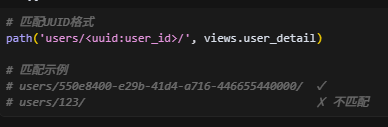 # 匹配UUID格式
path('users/<uuid:user_id>/', views.user_detail)
# 匹配示例
# users/550e8400-e29b-41d4-a716-446655440000/ ✓
# users/123/ ✗ 不匹配